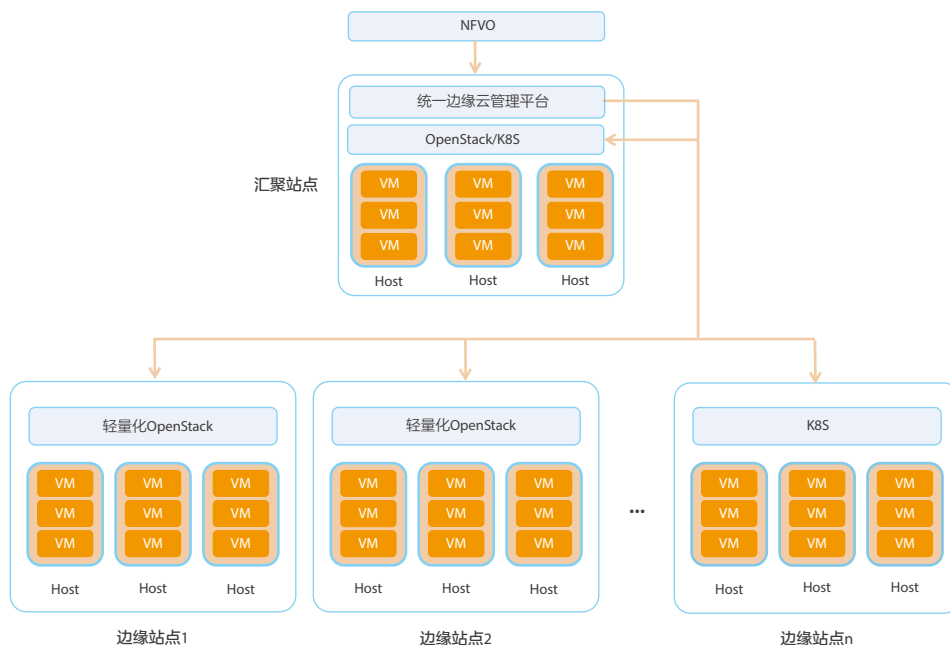 NFVO
统一边缘云管理平台
OpenStack/K8S
汇聚站点
VM VM VM
VM VM VM
VM VM VM
Host Host Host
轻量化OpenStack
VM VM VM
VM VM VM
VM VM VM
Host Host Host
边缘站点1
轻量化OpenStack
VM VM VM
VM VM VM
VM VM VM
Host Host Host
边缘站点2
...
K8S
VM VM VM
VM VM VM
VM VM VM
Host Host Host
边缘站点n